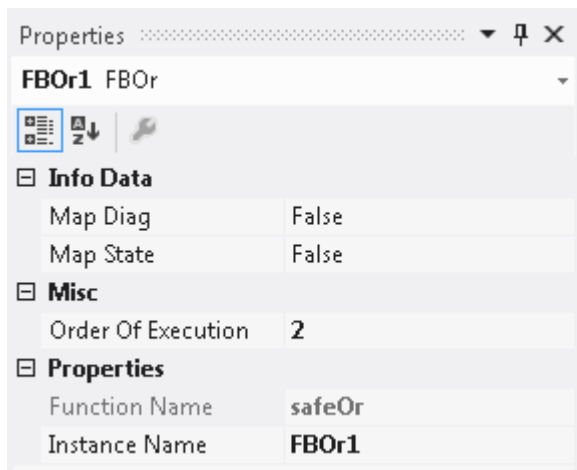 Properties
FBOr1 FBOr
Info Data
Map Diag False
Map State False
Misc
Order Of Execution 2
Properties
Function Name safeOr
Instance Name FBOr1